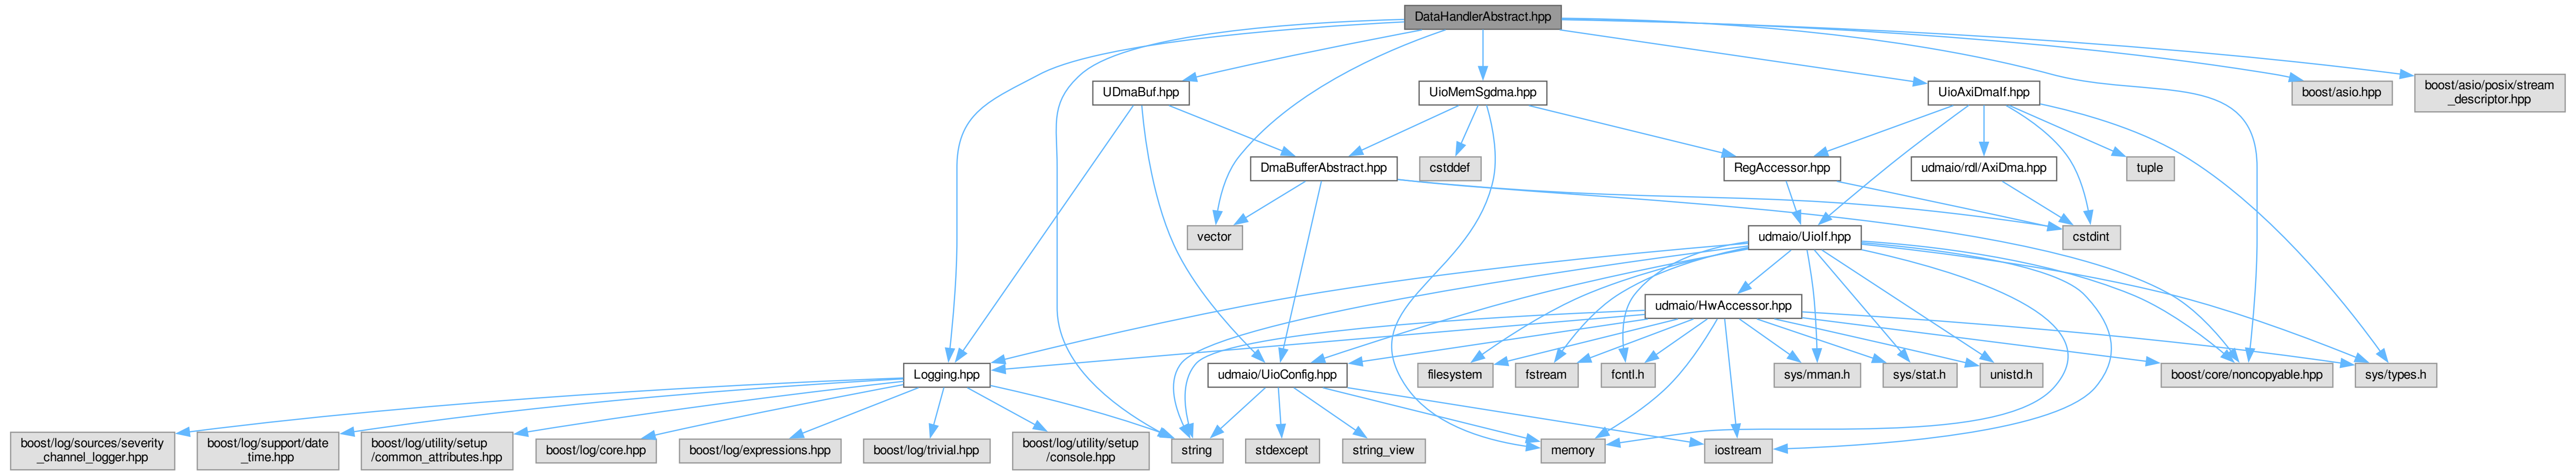 DataHandlerAbstract.hpp
UDmaBuf.hpp
UioMemSgdma.hpp
UioAxiDmaIf.hpp
boost/asio.hpp
boost/asio/posix/stream
_descriptor.hpp
DmaBufferAbstract.hpp
cstddef
RegAccessor.hpp
udmaio/rdl/AxiDma.hpp
tuple
vector
udmaio/UioIf.hpp
cstdint
udmaio/HwAccessor.hpp
Logging.hpp
udmaio/UioConfig.hpp
filesystem
fstream
fcntl.h
sys/mman.h
sys/stat.h
unistd.h
boost/core/noncopyable.hpp
sys/types.h
boost/log/sources/severity
_channel_logger.hpp
boost/log/support/date
_time.hpp
boost/log/utility/setup
/common_attributes.hpp
boost/log/core.hpp
boost/log/expressions.hpp
boost/log/trivial.hpp
boost/log/utility/setup
/console.hpp
string
stdexcept
string_view
memory
iostream